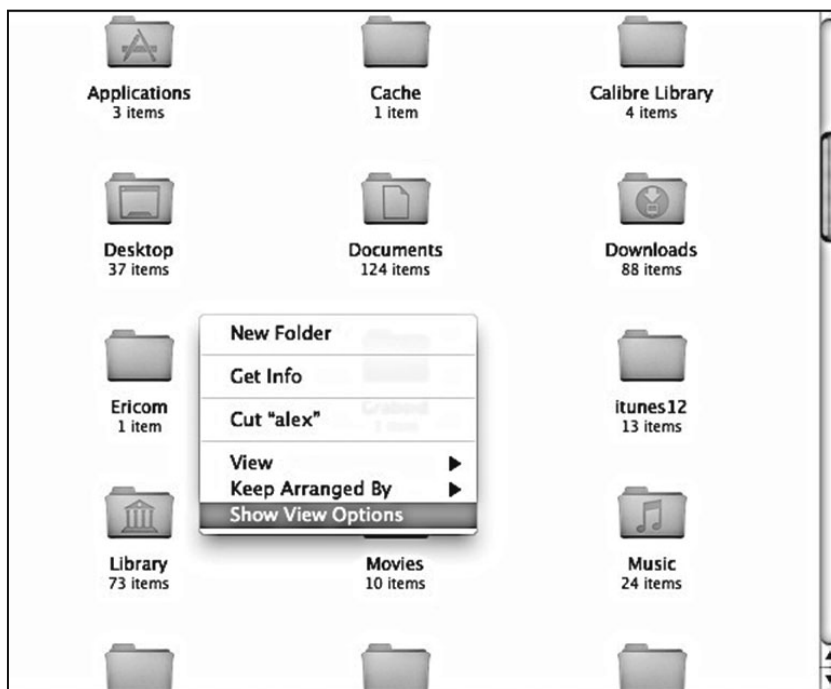 Applications
3 items
Cache
1 item
Calibre Library
4 items
Desktop
37 items
Documents
124 items
Downloads
88 items
New Folder
Get Info
Cut “alex”
View
Keep Arranged By
Show View Options
Ericom
1 item
itunes12
13 items
Library
73 items
Movies
10 items
Music
24 items